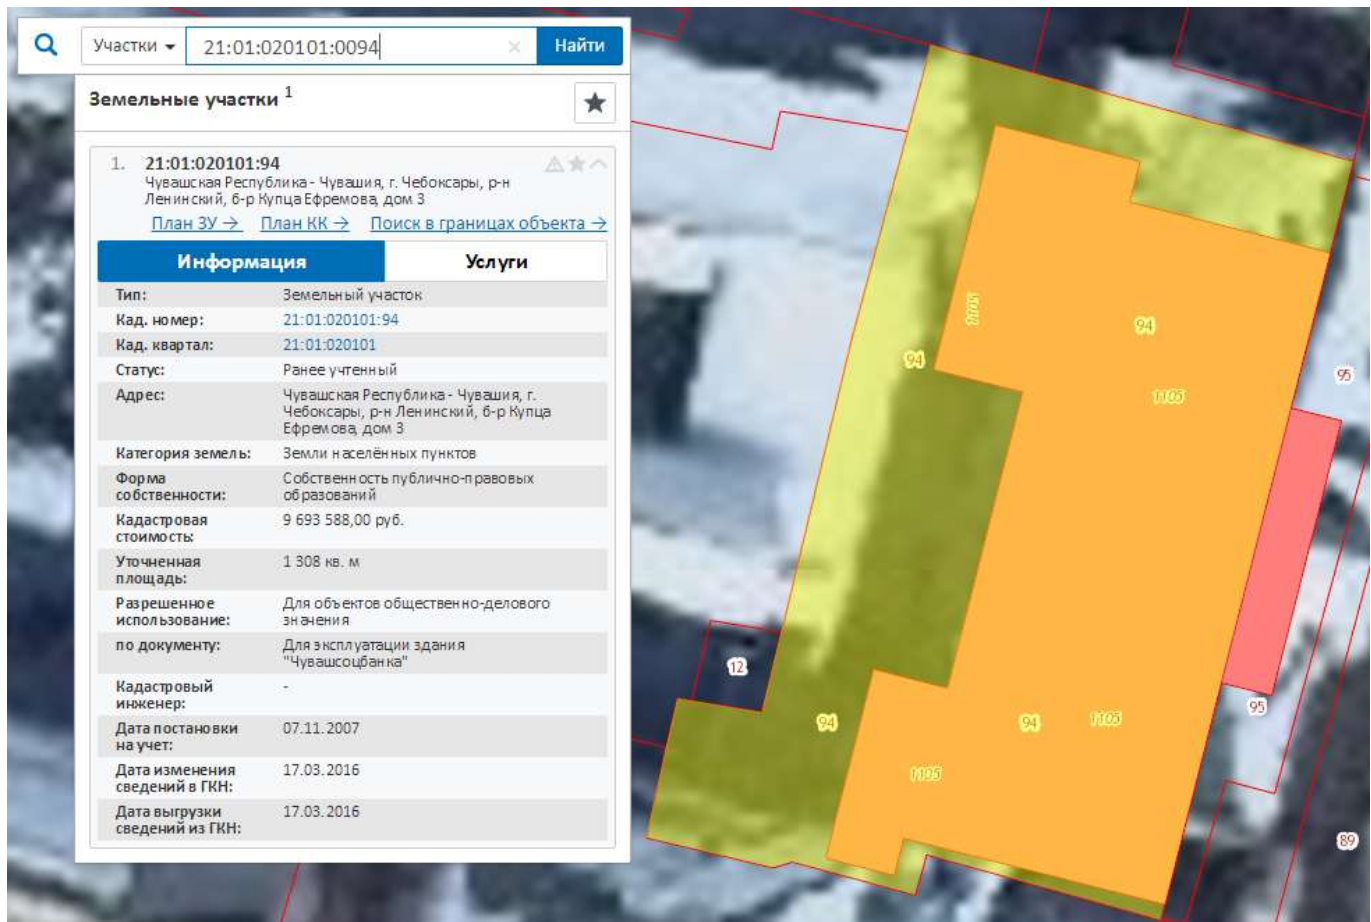 Участки 21:01:020101:0094 × Найти
Земельные участки 1
1. 21:01:020101:94
Чувашская Республика - Чувашия, г. Чебоксары, р-н
Ленинский, б-р Купца Ефремова, дом 3
План ЗУ → План КК → Поиск в границах объекта →
Информация Услуги
Тип: Земельный участок
Кад. номер: 21:01:020101:94
Кад. квартал: 21:01:020101
Статус: Ранее учтенный
Адрес: Чувашская Республика - Чувашия, г.
Чебоксары, р-н Ленинский, б-р Купца
Ефремова, дом 3
Категория земель: Земли населённых пунктов
Форма Собственность публично-правовых
собственности: образований
Кадастровая 9 693 588,00 руб.
стоимость:
Уточненная 1 308 кв. м
площадь:
Разрешенное Для объектов общественно-делового
использование: значения
по документу: Для эксплуатации здания
"Чувашсоцбанка"
Кадастровый -
инженер:
Дата постановки 07.11.2007
на учет:
Дата изменения 17.03.2016
сведений в ГКН:
Дата выгрузки 17.03.2016
сведений из ГКН:
1105
94
94
95
1105
12
95
94
94
1105
1105
89